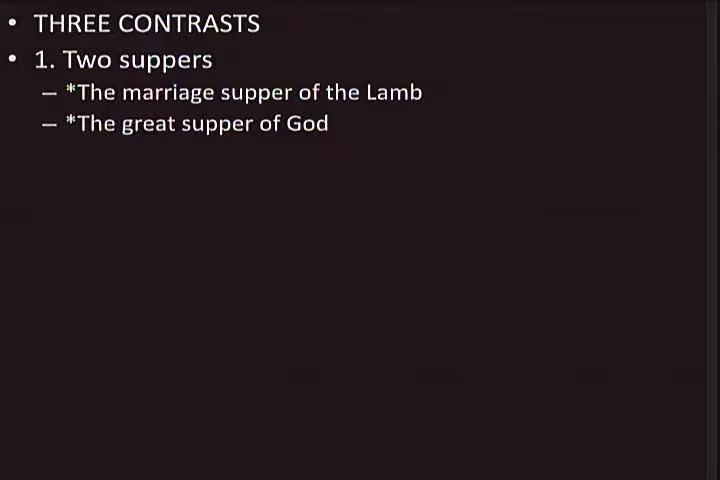 • THREE CONTRASTS
• 1. Two suppers
– *The marriage supper of the Lamb
– *The great supper of God